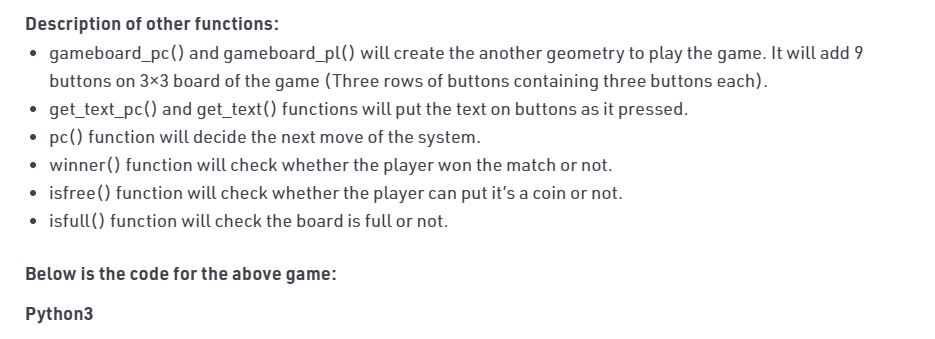 Description of other functions:
• gameboard_pc() and gameboard_pl() will create the another geometry to play the game. It will add 9
buttons on 3×3 board of the game (Three rows of buttons containing three buttons each).
• get_text_pc() and get_text() functions will put the text on buttons as it pressed.
• pc() function will decide the next move of the system.
• winner() function will check whether the player won the match or not.
• isfree() function will check whether the player can put it's a coin or not.
• isfull() function will check the board is full or not.
Below is the code for the above game:
Python3